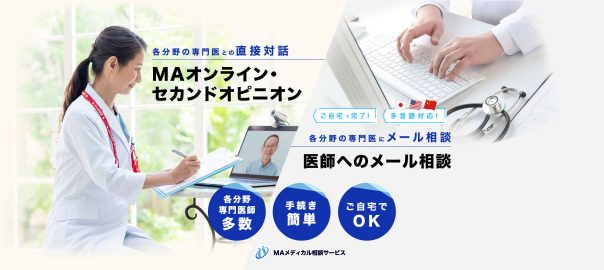 各分野の専門医との直接対話
MAオンライン・
セカンドオピニオン
ご自宅で完了!
多言語対応!
各分野の専門医にメール相談
医師へのメール相談
各分野
専門医師
多数
手続き
簡単
ご自宅で
OK
MAメディカル相談サービス